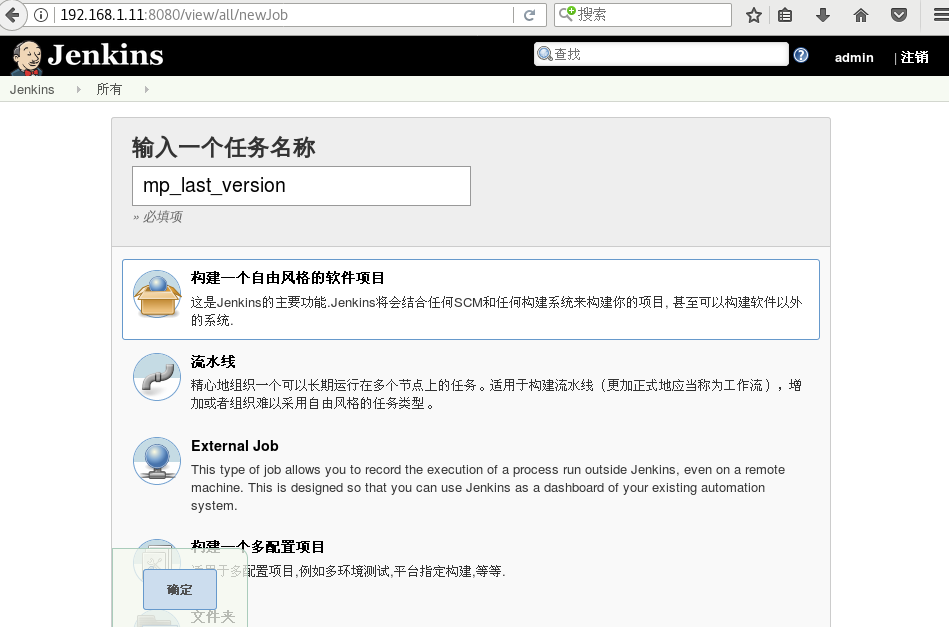 192.168.1.11:8080/view/all/newJob
搜索
Jenkins
查找
admin
| 注销
Jenkins
所有
输入一个任务名称
mp_last_version
» 必填项
构建一个自由风格的软件项目
这是Jenkins的主要功能.Jenkins将会结合任何SCM和任何构建系统来构建你的项目, 甚至可以构建软件以外
的系统.
流水线
精心地组织一个可以长期运行在多个节点上的任务。适用于构建流水线（更加正式地应当称为工作流），增
加或者组织难以采用自由风格的任务类型。
External Job
This type of job allows you to record the execution of a process run outside Jenkins, even on a remote
machine. This is designed so that you can use Jenkins as a dashboard of your existing automation
system.
构建一个多配置项目
适用于多配置项目,例如多环境测试,平台指定构建,等等.
确定
文件夹